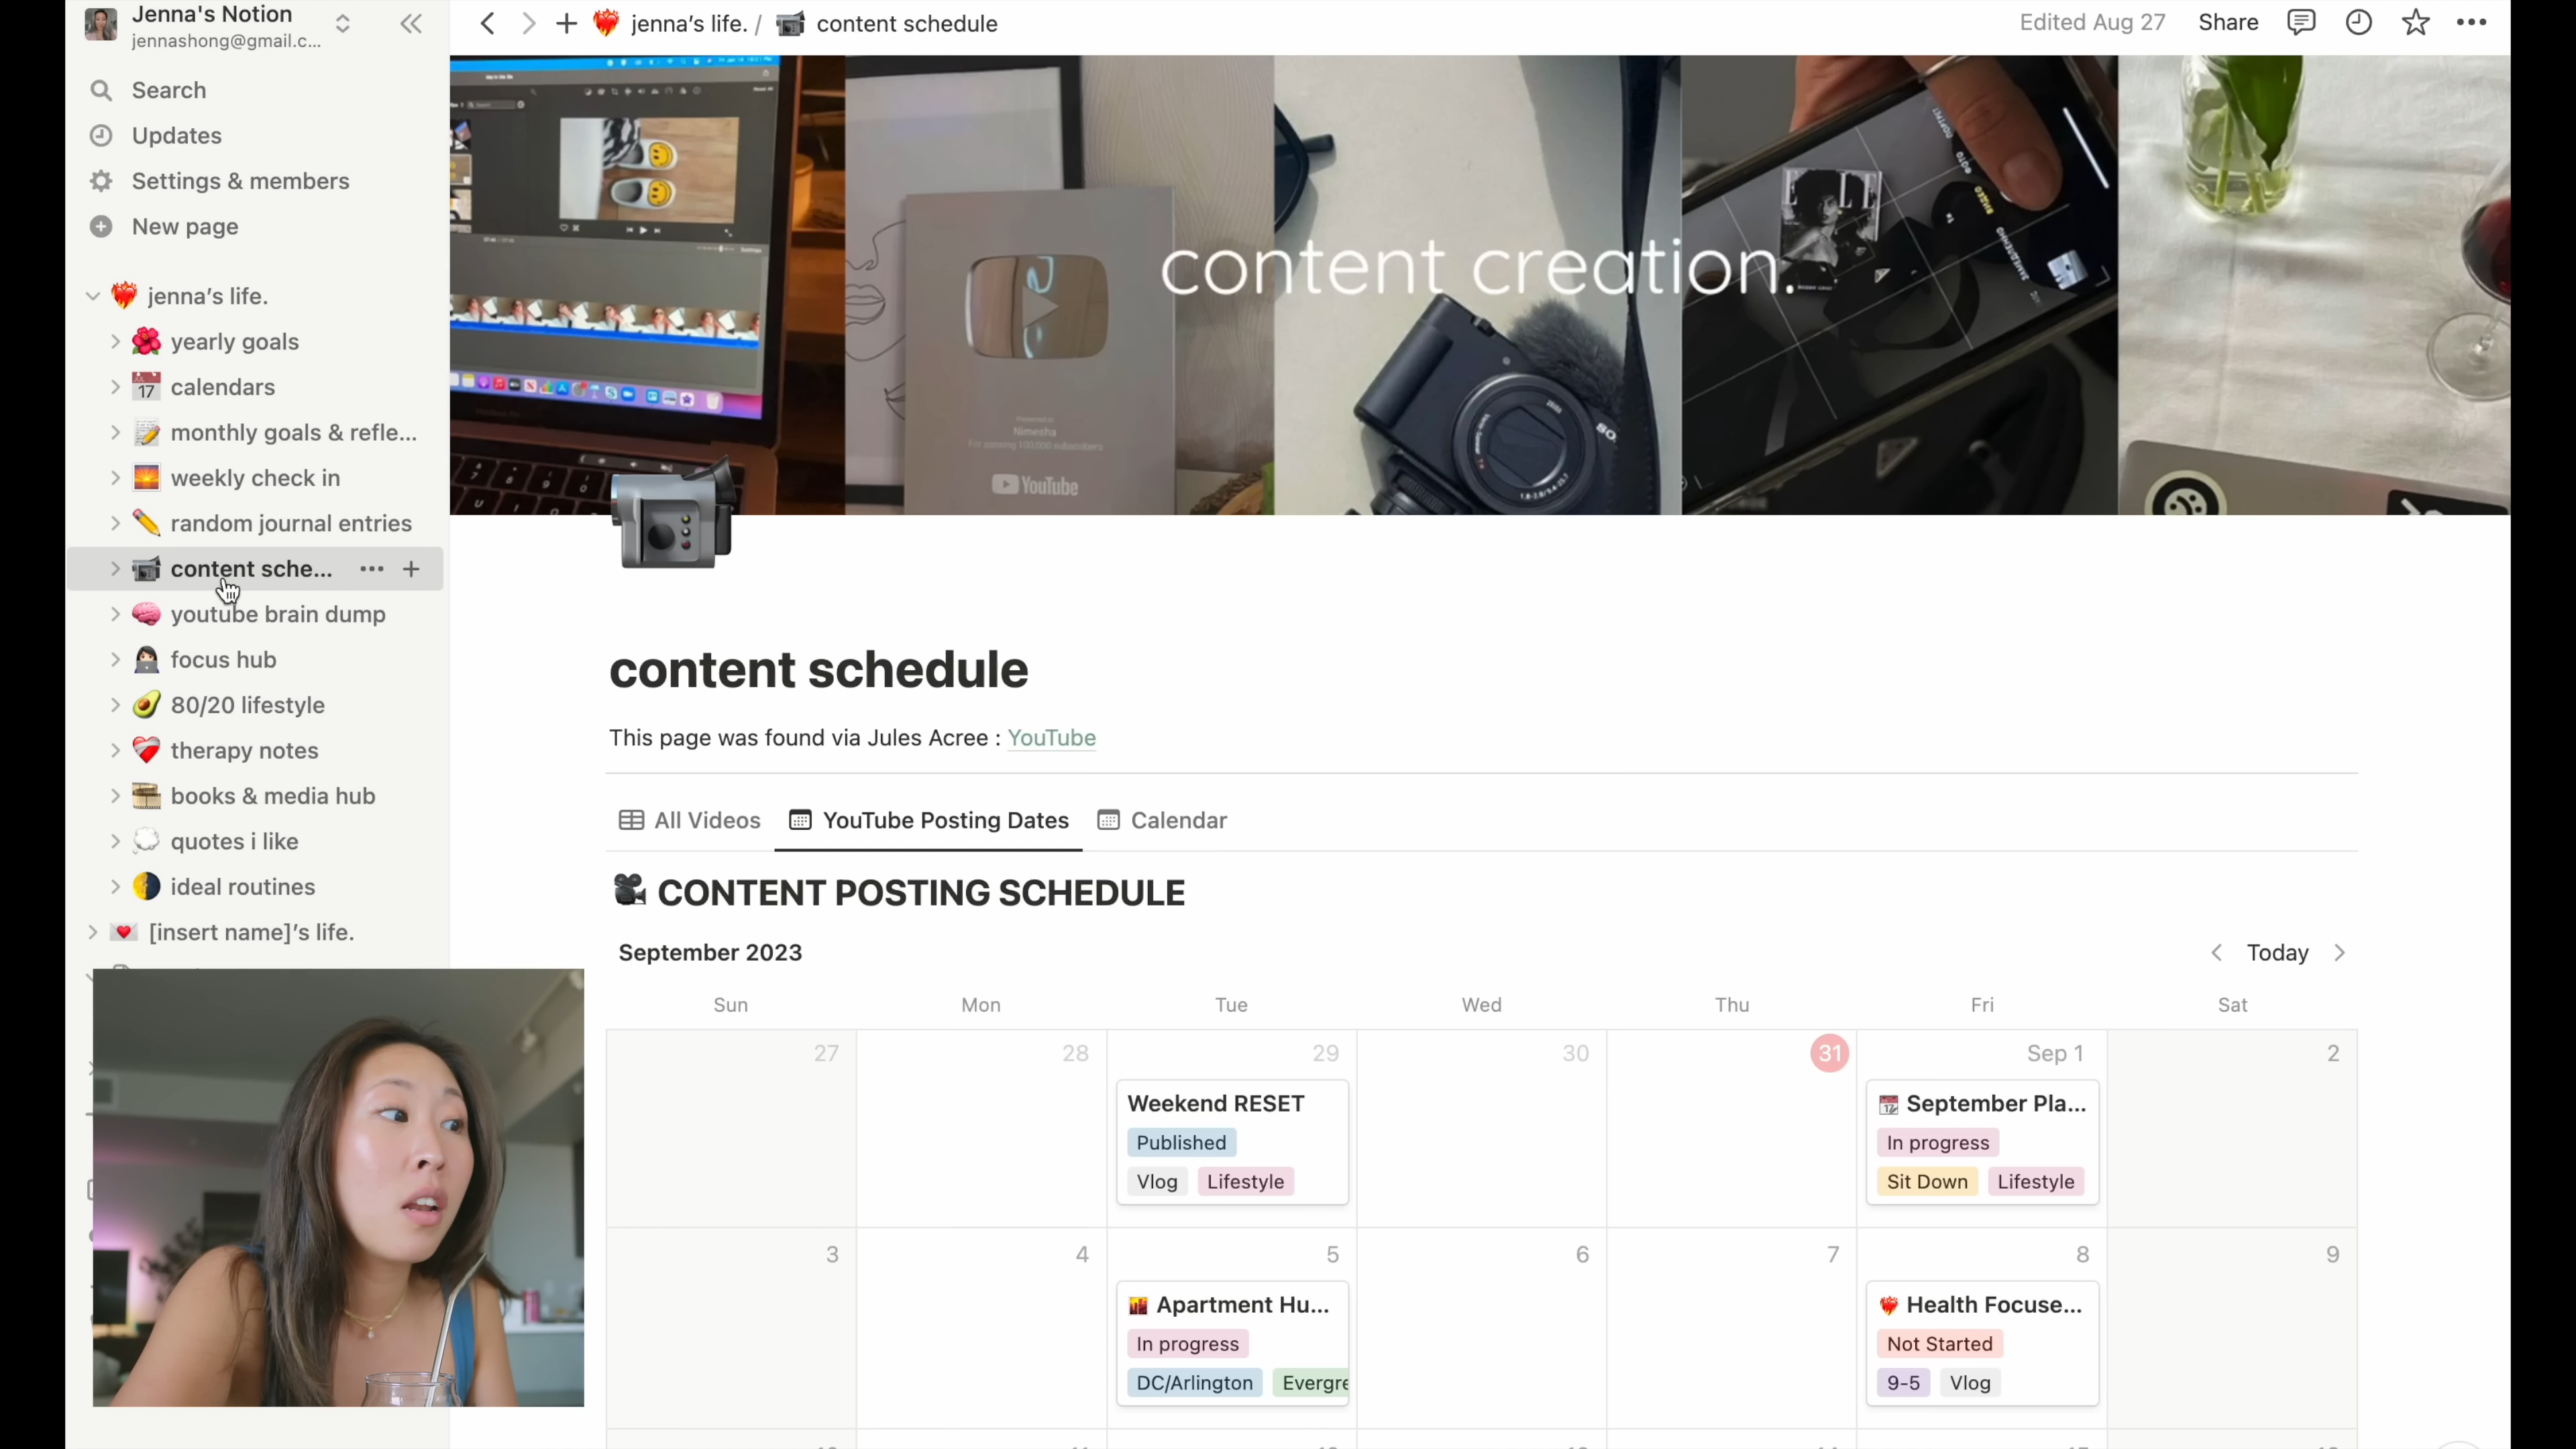 Jenna's Notion
jennashong@gmail.c...
Search
Updates
Settings & members
New page
jenna's life.
yearly goals
calendars
monthly goals & refle...
weekly check in
random journal entries
content sche...
youtube brain dump
focus hub
80/20 lifestyle
therapy notes
books & media hub
quotes i like
ideal routines
[insert name]'s life.
jenna's life. / content schedule
Edited Aug 27 Share
content creation.
Nimesha
YouTube
ELLE
content schedule
This page was found via Jules Acree : YouTube
All Videos YouTube Posting Dates Calendar
CONTENT POSTING SCHEDULE
September 2023
Today
Sun Mon Tue Wed Thu Fri Sat
27 28 29 30 31 Sep 1 2
Weekend RESET
Published
Vlog Lifestyle
September Pla...
In progress
Sit Down Lifestyle
3 4 5 6 7 8 9
Apartment Hu...
In progress
DC/Arlington Evergre
Health Focuse...
Not Started
9-5 Vlog